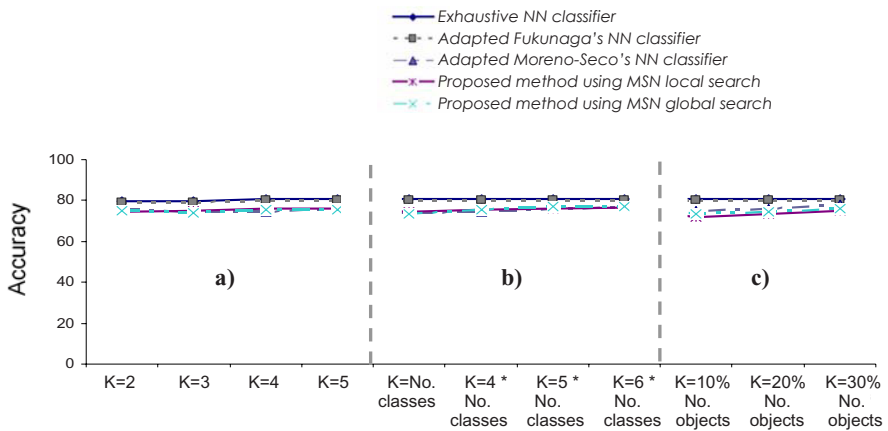 Exhaustive NN classifier
Adapted Fukunaga's NN classifier
Adapted Moreno-Seco's NN classifier
Proposed method using MSN local search
Proposed method using MSN global search
Accuracy
100
80
60
40
20
0
a)
b)
c)
K=2
K=3
K=4
K=5
K=No.
classes
K=4 *
No.
classes
K=5 *
No.
classes
K=6 *
No.
classes
K=10%
No.
objects
K=20%
No.
objects
K=30%
No.
objects